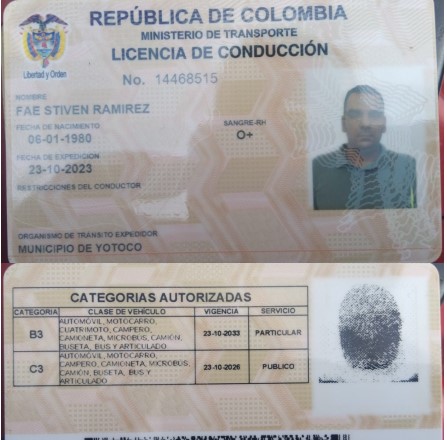 REPÚBLICA DE COLOMBIA
MINISTERIO DE TRANSPORTE
LICENCIA DE CONDUCCIÓN
Libertad y Orden
No. 14468515
NOMBRE
FAE STIVEN RAMIREZ
FECHA DE NACIMIENTO
06-01-1980
SANGRE-RH
O+
FECHA DE EXPEDICION
23-10-2023
RESTRICCIONES DEL CONDUCTOR
ORGANISMO DE TRÁNSITO EXPEDIDOR
MUNICIPIO DE YOTOCO
CATEGORIAS AUTORIZADAS
CATEGORIA CLASE DE VEHICULO VIGENCIA SERVICIO
B3 AUTOMÓVIL, MOTOCARRO, CUATRIMOTO, CAMPERO, CAMIONETA, MICROBUS, CAMIÓN, BUSETA, BUS Y ARTICULADO 23-10-2033 PARTICULAR
C3 AUTOMÓVIL, MOTOCARRO, CAMPERO, CAMIONETA, MICROBUS, CAMIÓN, BUSETA, BUS Y ARTICULADO 23-10-2026 PUBLICO